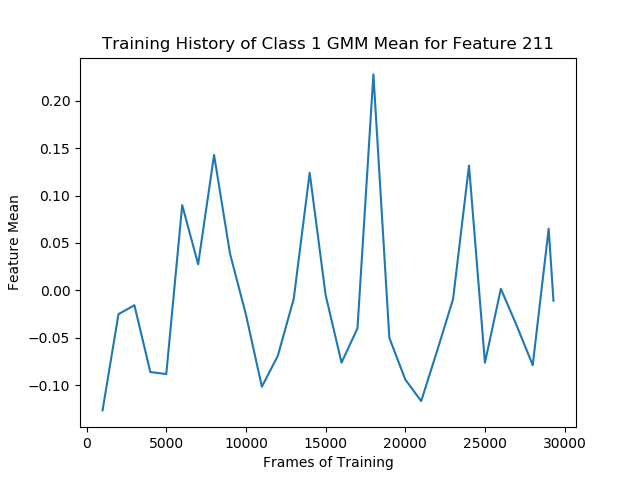 Training History of Class 1 GMM Mean for Feature 211
0.20
0.15
0.10
0.05
0.00
−0.05
−0.10
Feature Mean
0 5000 10000 15000 20000 25000 30000
Frames of Training